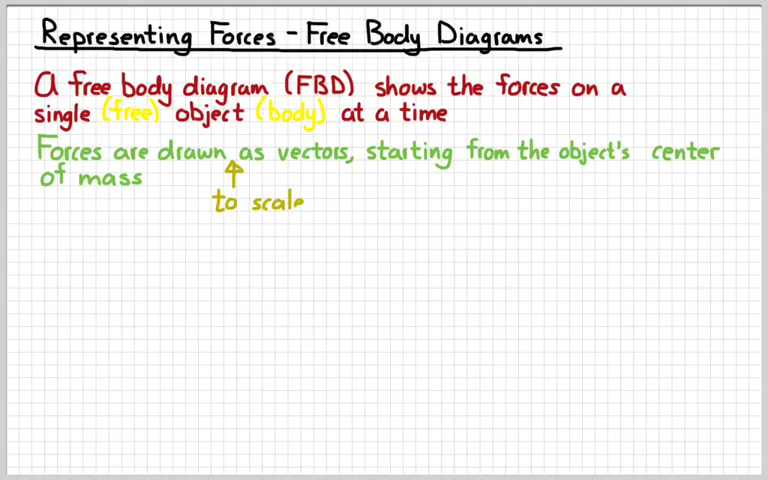 Representing Forces - Free Body Diagrams
A free body diagram (FBD) shows the forces on a
single (free) object (body) at a time
Forces are drawn as vectors, starting from the object's center
of mass
to scale